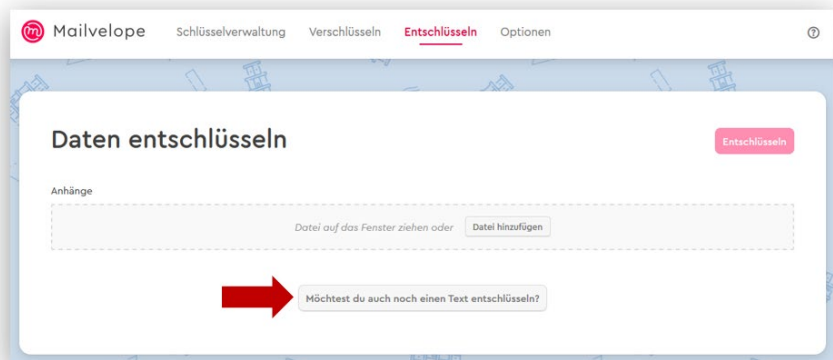 Mailvelope Schlüsselverwaltung Verschlüsseln Entschlüsseln Optionen
Daten entschlüsseln
Entschlüsseln
Anhänge
Datei auf das Fenster ziehen oder Datei hinzufügen
Möchtest du auch noch einen Text entschlüsseln?